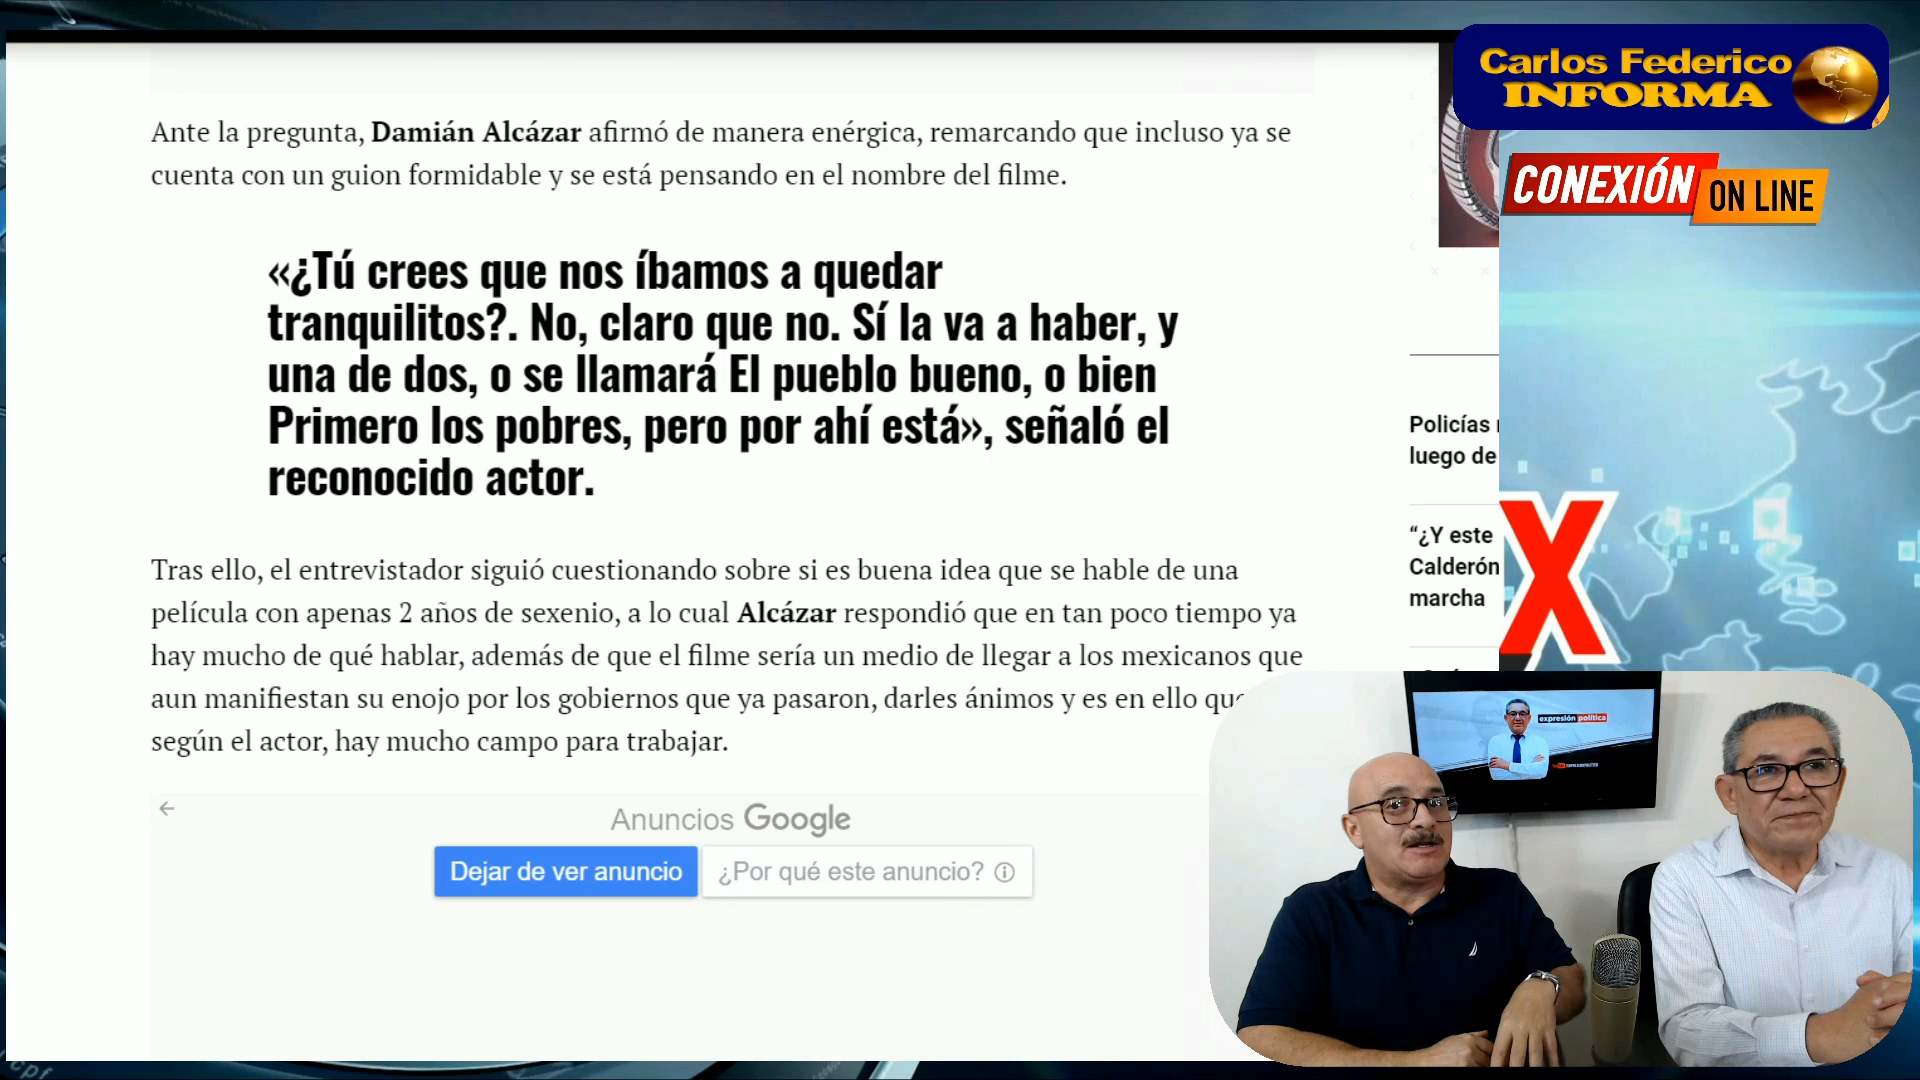 Carlos Federico
INFORMA
CONEXIÓN
ON LINE
Ante la pregunta, Damián Alcázar afirmó de manera enérgica, remarcando que incluso ya se
cuenta con un guion formidable y se está pensando en el nombre del filme.
«¿Tú crees que nos íbamos a quedar
tranquilitos?. No, claro que no. Sí la va a haber, y
una de dos, o se llamará El pueblo bueno, o bien
Primero los pobres, pero por ahí está», señaló el
reconocido actor.
Policías
luego de
“¿Y este
Calderón
marcha
X
Tras ello, el entrevistador siguió cuestionando sobre si es buena idea que se hable de una
película con apenas 2 años de sexenio, a lo cual Alcázar respondió que en tan poco tiempo ya
hay mucho de qué hablar, además de que el filme sería un medio de llegar a los mexicanos que
aun manifiestan su enojo por los gobiernos que ya pasaron, darles ánimos y es en ello
según el actor, hay mucho campo para trabajar.
expresión política
Anuncios Google
Dejar de ver anuncio
¿Por qué este anuncio?